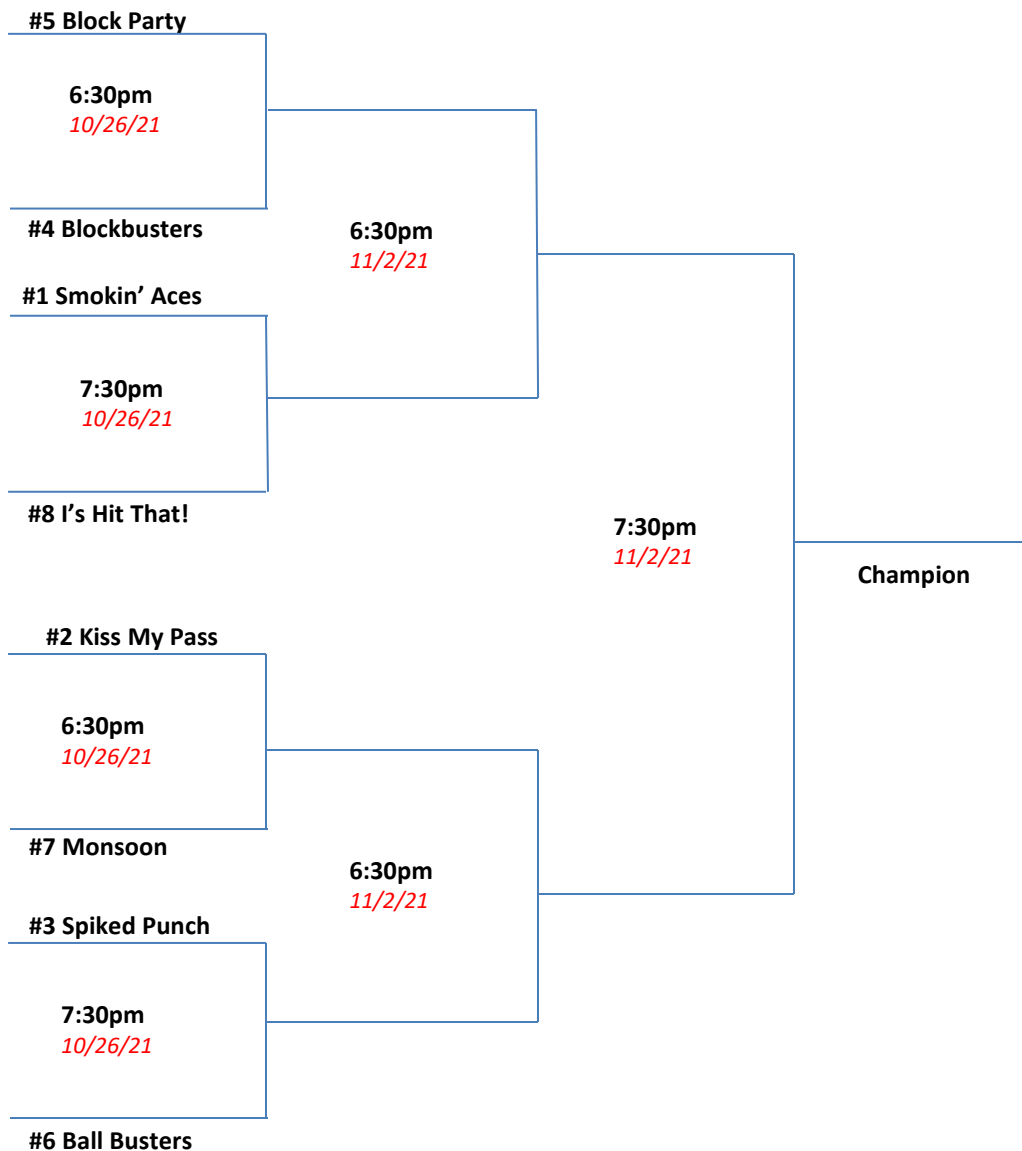 #5 Block Party
6:30pm
10/26/21
#4 Blockbusters
6:30pm
11/2/21
#1 Smokin’ Aces
7:30pm
10/26/21
#8 I’s Hit That!
7:30pm
11/2/21
Champion
#2 Kiss My Pass
6:30pm
10/26/21
#7 Monsoon
6:30pm
11/2/21
#3 Spiked Punch
7:30pm
10/26/21
#6 Ball Busters